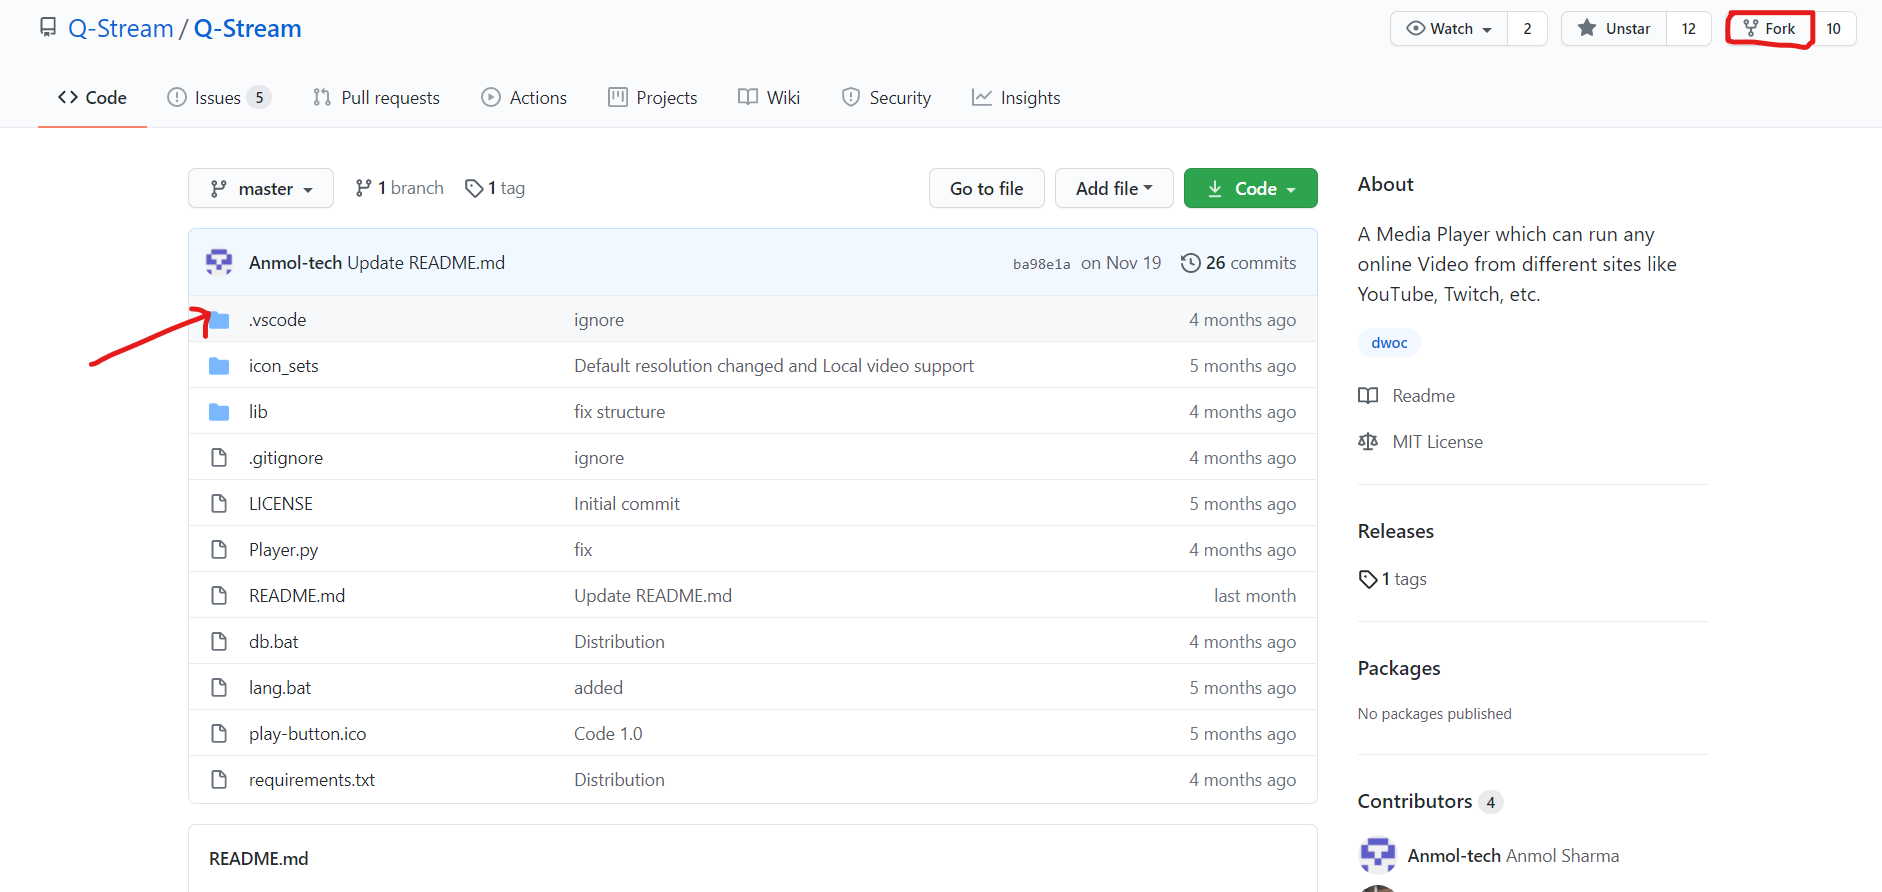 Q-Stream / Q-Stream
Watch 2 Unstar 12 Fork 10
Code Issues 5 Pull requests Actions Projects Wiki Security Insights
master 1 branch 1 tag Go to file Add file Code
Anmol-tech Update README.md ba98e1a on Nov 19 26 commits
.vscode ignore 4 months ago
icon_sets Default resolution changed and Local video support 5 months ago
lib fix structure 4 months ago
.gitignore ignore 4 months ago
LICENSE Initial commit 5 months ago
Player.py fix 4 months ago
README.md Update README.md last month
db.bat Distribution 4 months ago
lang.bat added 5 months ago
play-button.ico Code 1.0 5 months ago
requirements.txt Distribution 4 months ago
README.md
About
A Media Player which can run any
online Video from different sites like
YouTube, Twitch, etc.
dwoc
Readme
MIT License
Releases
1 tags
Packages
No packages published
Contributors 4
Anmol-tech Anmol Sharma